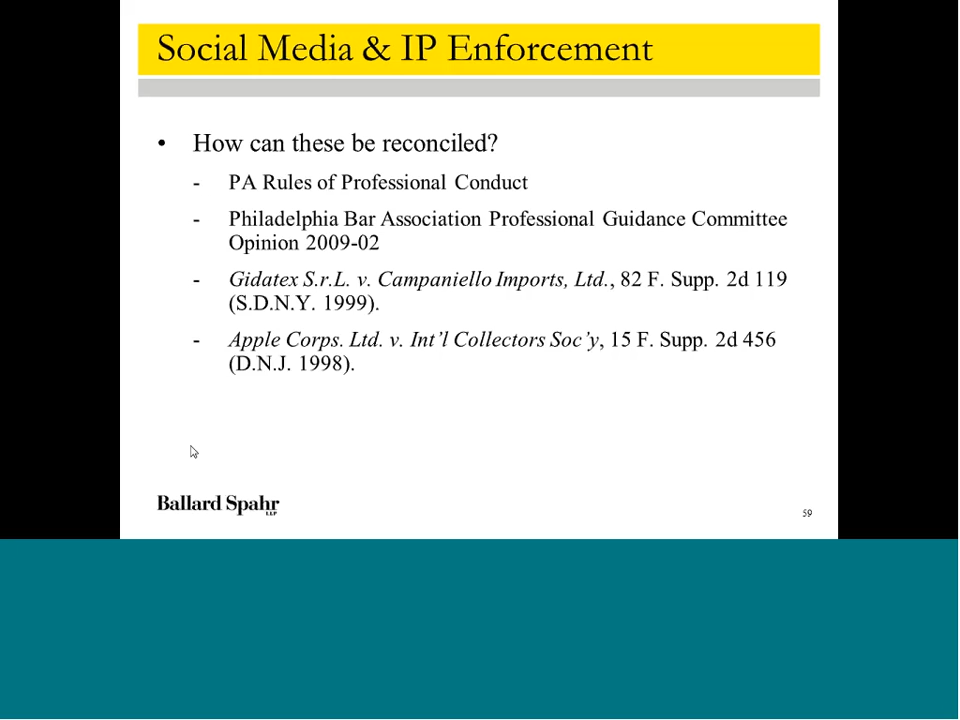 Social Media & IP Enforcement
• How can these be reconciled?
- PA Rules of Professional Conduct
- Philadelphia Bar Association Professional Guidance Committee
Opinion 2009-02
- Gidatex S.r.L. v. Campaniello Imports, Ltd., 82 F. Supp. 2d 119
(S.D.N.Y. 1999).
- Apple Corps. Ltd. v. Int'l Collectors Soc'y, 15 F. Supp. 2d 456
(D.N.J. 1998).
Ballard Spahr
LLP
59